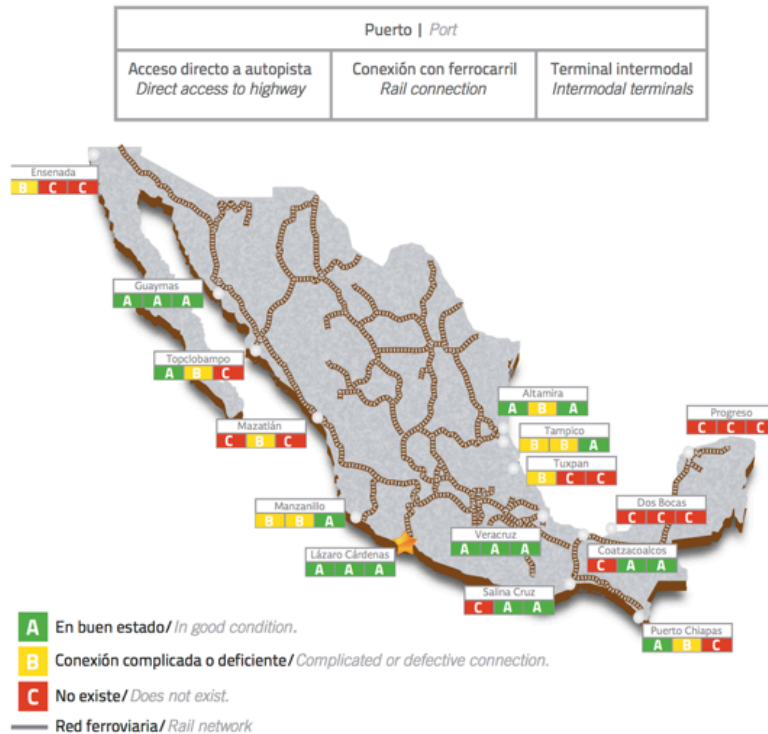 Puerto | Port
Acceso directo a autopista
Direct access to highway
Conexión con ferrocarril
Rail connection
Terminal intermodal
Intermodal terminals
Ensenada
B C C
Guaymas
A A A
Topclobampo
A B C
Mazatlán
C B C
Altamira
A B A
Tampico
B B A
Tuxpan
B C C
Progreso
C C C
Dos Bocas
C C C
Manzanillo
B B A
Lázaro Cárdenas
A A A
Veracruz
A A A
Coatzacoalcos
C A A
Salina Cruz
C A A
Puerto Chiapas
A B C
A En buen estado/ In good condition.
B Conexión complicada o deficiente/ Complicated or defective connection.
C No existe/ Does not exist.
Red ferroviaria/ Rail network